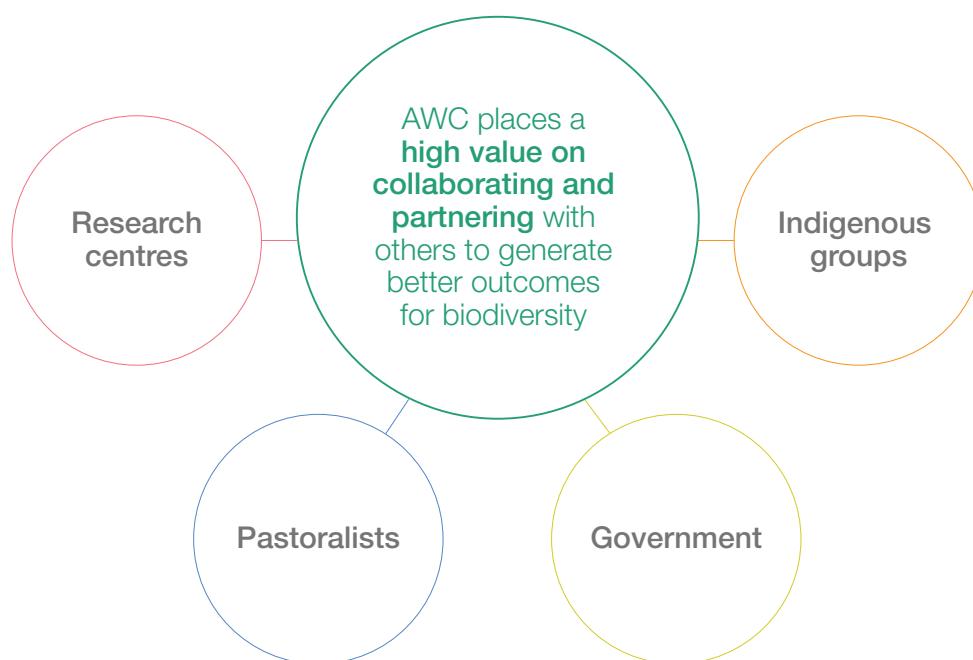 AWC places a
high value on
collaborating and
partnering with
others to generate
better outcomes
for biodiversity
Research
centres
Indigenous
groups
Pastoralists
Government